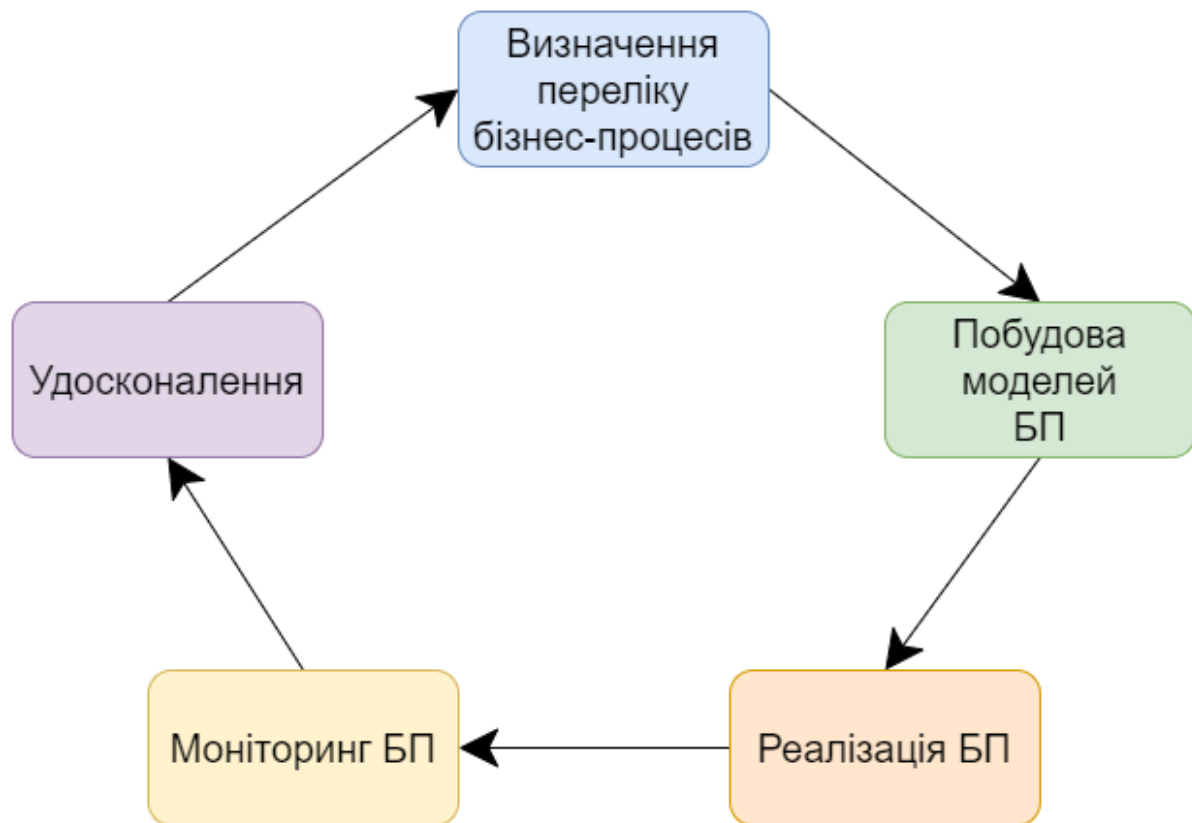 Визначення
переліку
бізнес-процесів
Побудова
моделей
БП
Реалізація БП
Моніторинг БП
Удосконалення